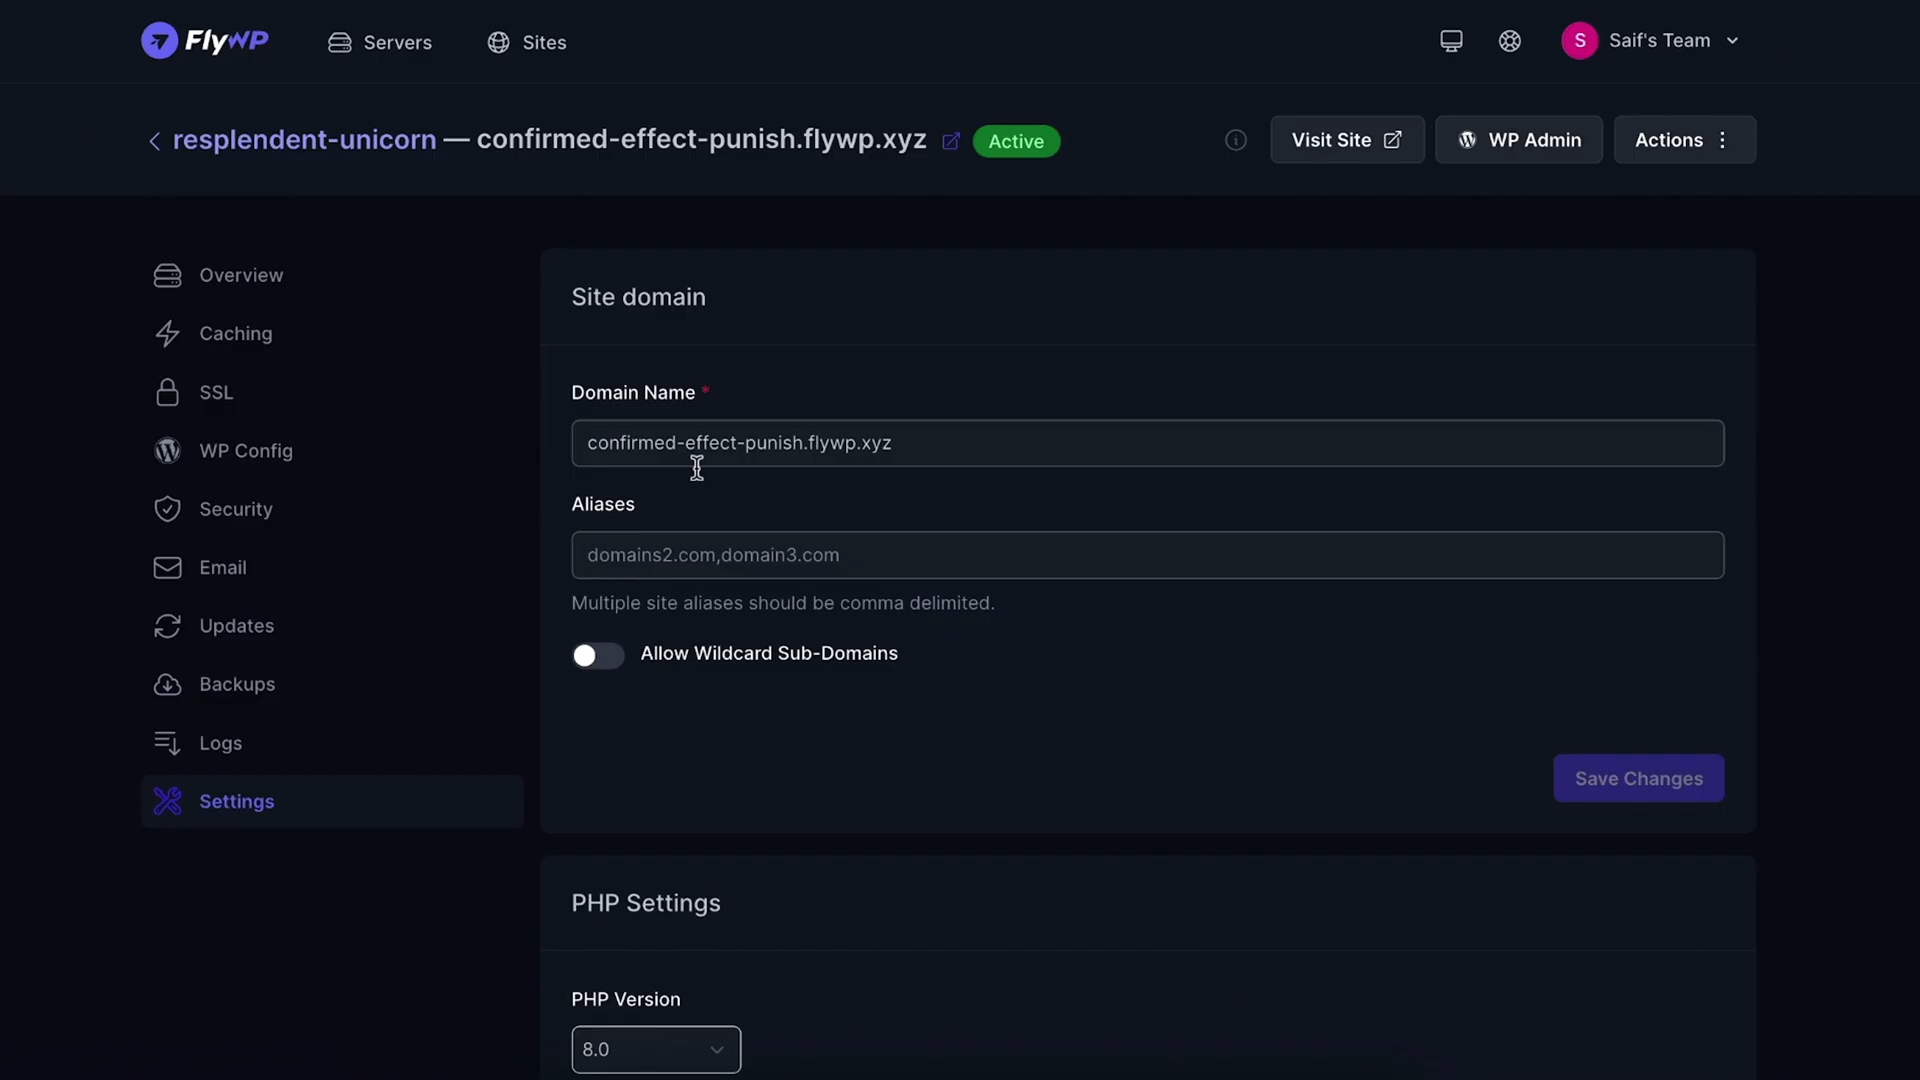 FlyWP
Servers
Sites
S
Saif's Team
resplendent-unicorn — confirmed-effect-punish.flywp.xyz
Active
Visit Site
WP Admin
Actions
Overview
Caching
SSL
WP Config
Security
Email
Updates
Backups
Logs
Settings
Site domain
Domain Name *
confirmed-effect-punish.flywp.xyz
Aliases
domains2.com,domain3.com
Multiple site aliases should be comma delimited.
Allow Wildcard Sub-Domains
Save Changes
PHP Settings
PHP Version
8.0